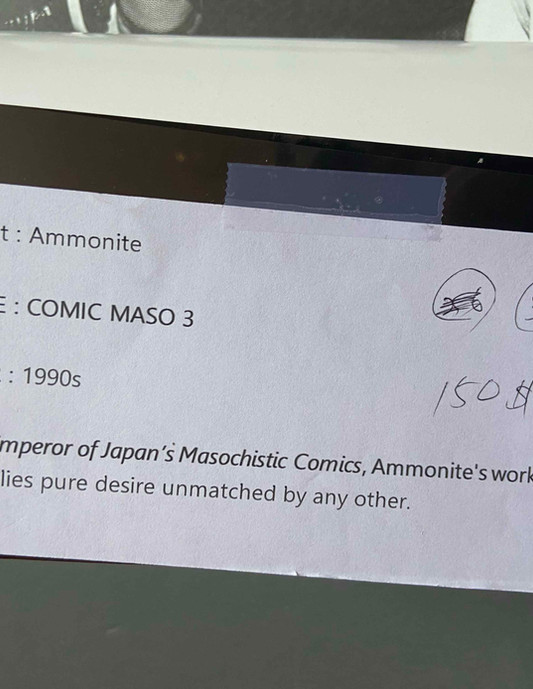 t : Ammonite
E : COMIC MASO 3
: 1990s
150 $
mperor of Japan's Masochistic Comics, Ammonite's work
lies pure desire unmatched by any other.